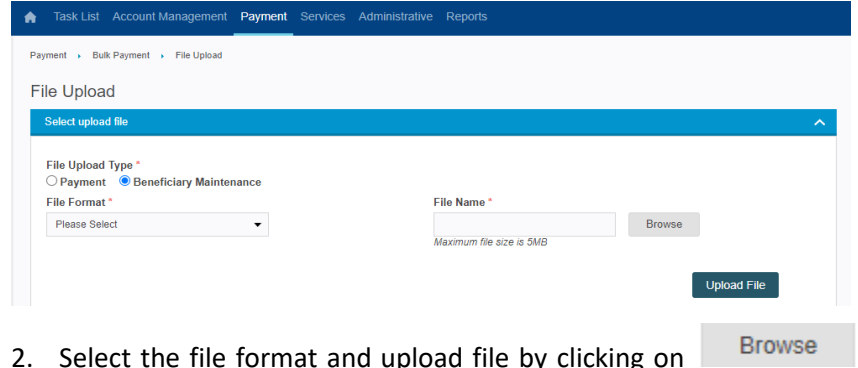 Task List Account Management Payment Services Administrative Reports
Payment Bulk Payment File Upload
File Upload
Select upload file
File Upload Type *
Payment Beneficiary Maintenance
File Format * File Name *
Please Select Browse
Maximum file size is 5MB
Upload File
2. Select the file format and upload file by clicking on Browse